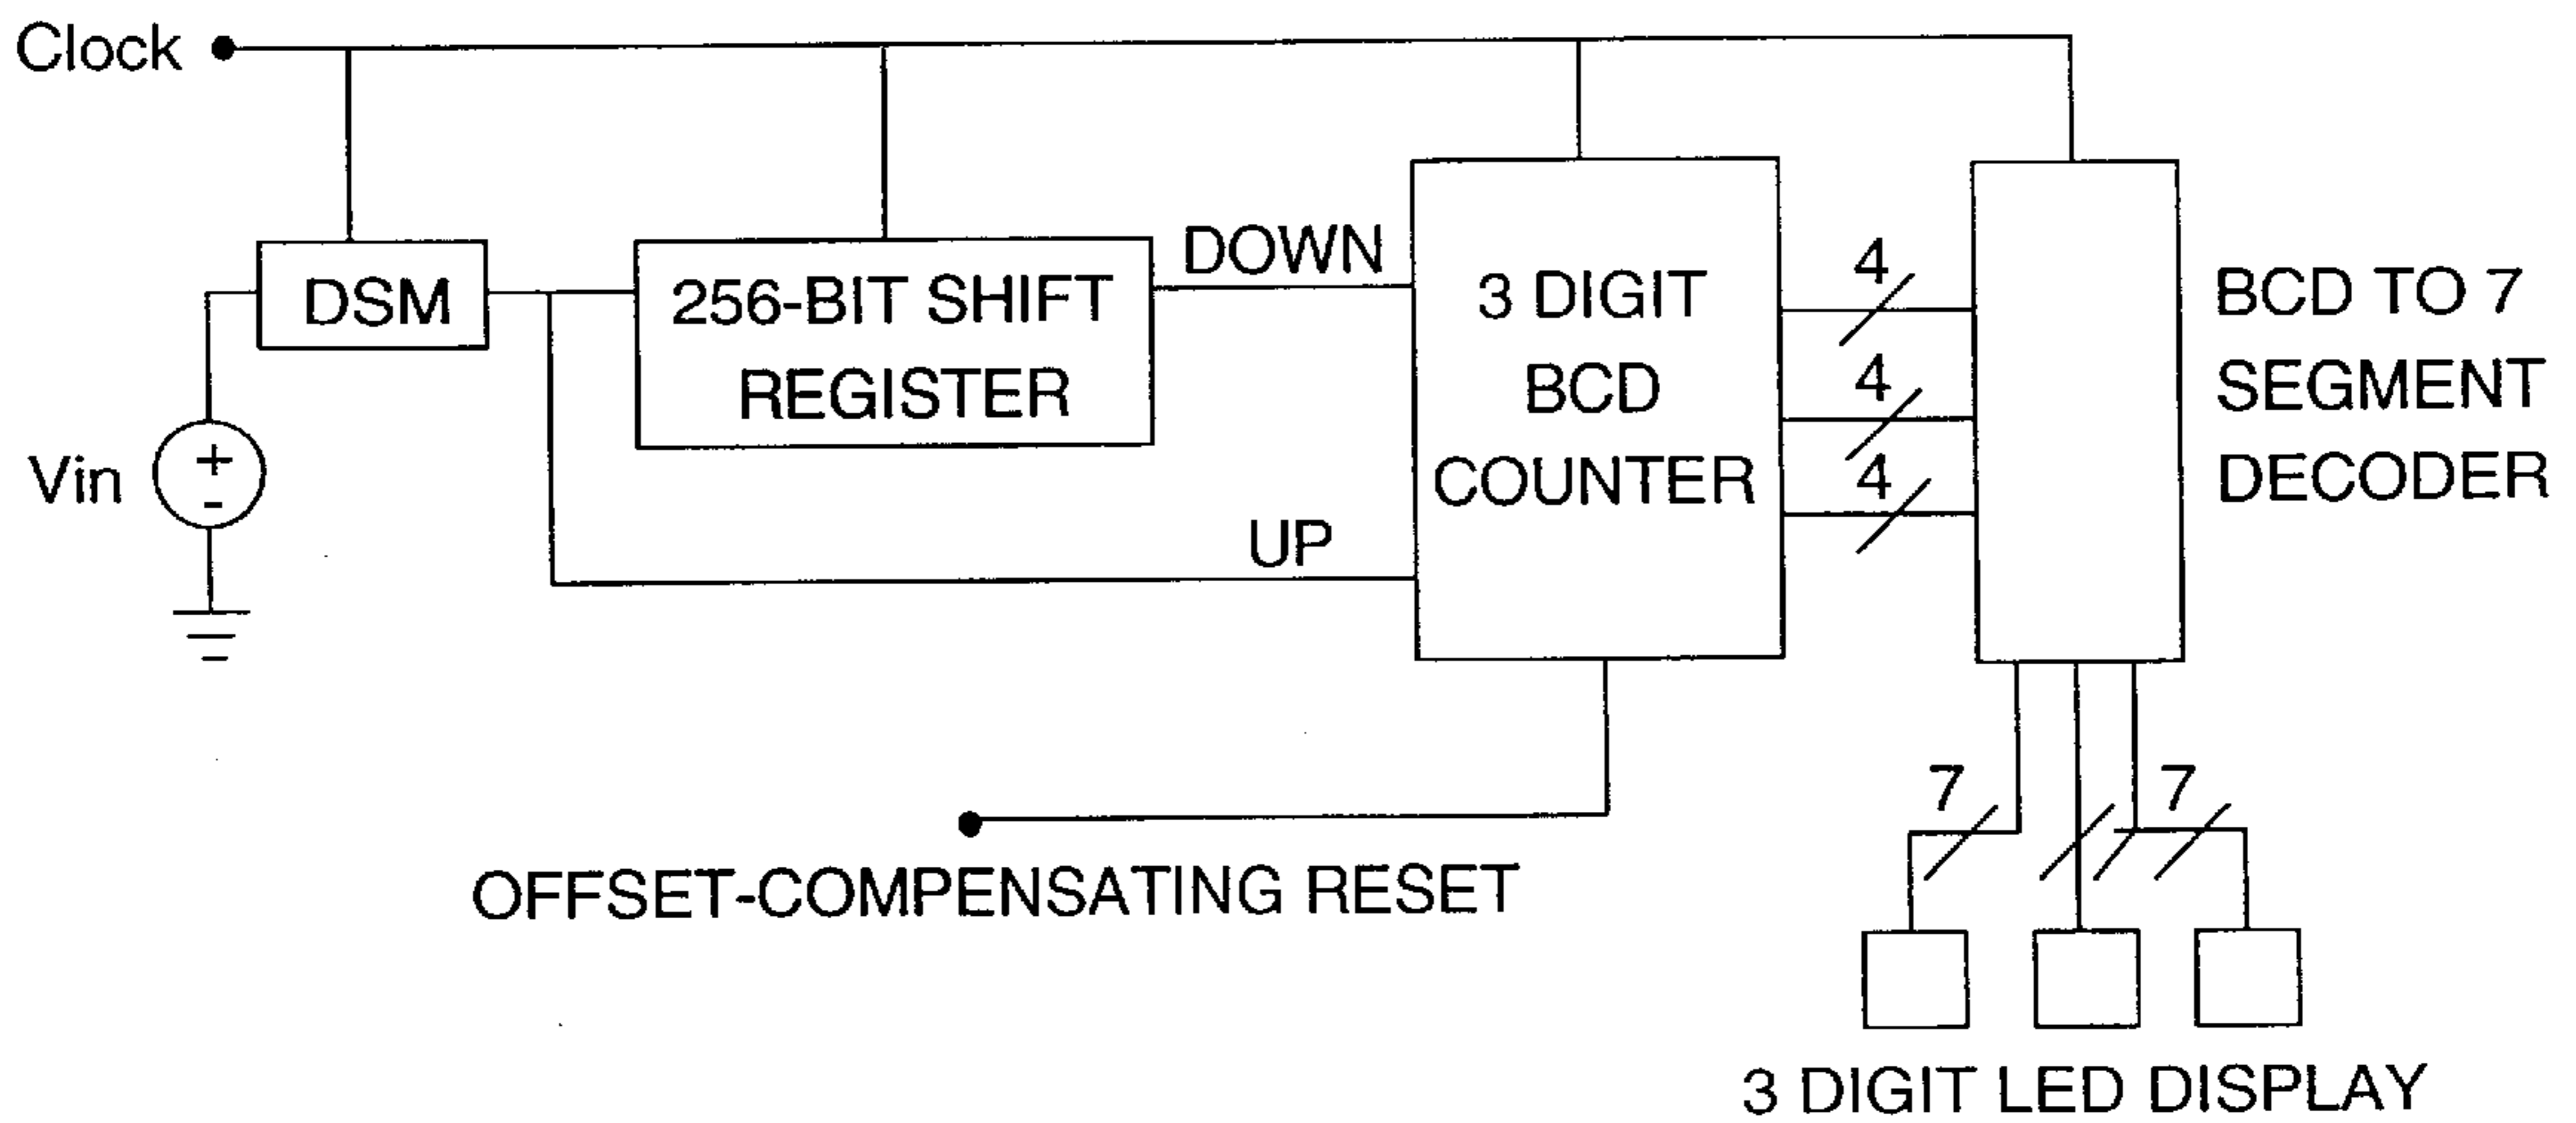 Clock
DSM
256-BIT SHIFT
REGISTER
DOWN
UP
3 DIGIT
BCD
COUNTER
4
4
4
BCD TO 7
SEGMENT
DECODER
Vin
+
-
OFFSET-COMPENSATING RESET
7
7
3 DIGIT LED DISPLAY